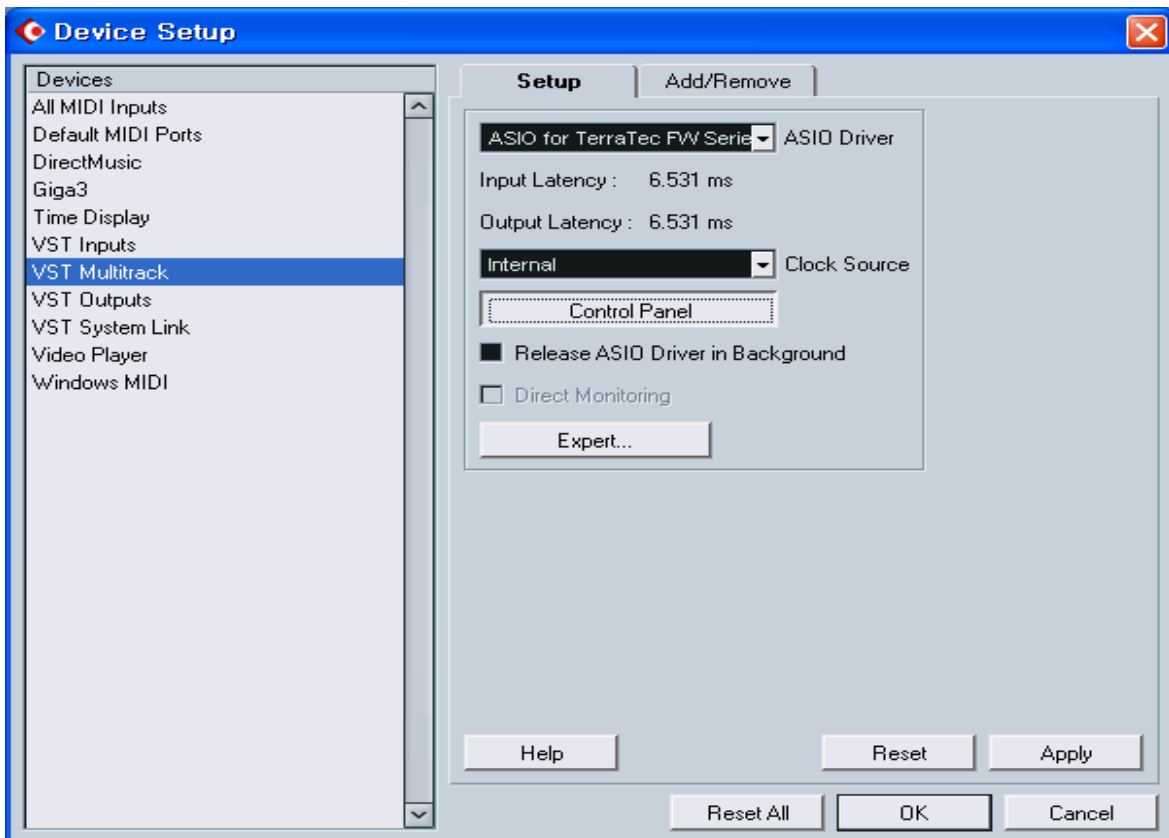 Device Setup
Devices
All MIDI Inputs
Default MIDI Ports
DirectMusic
Giga3
Time Display
VST Inputs
VST Multitrack
VST Outputs
VST System Link
Video Player
Windows MIDI
Setup
Add/Remove
ASIO for TerraTec FW Serie ASIO Driver
Input Latency : 6.531 ms
Output Latency : 6.531 ms
Internal Clock Source
Control Panel
Release ASIO Driver in Background
Direct Monitoring
Expert...
Help Reset Apply
Reset All OK Cancel